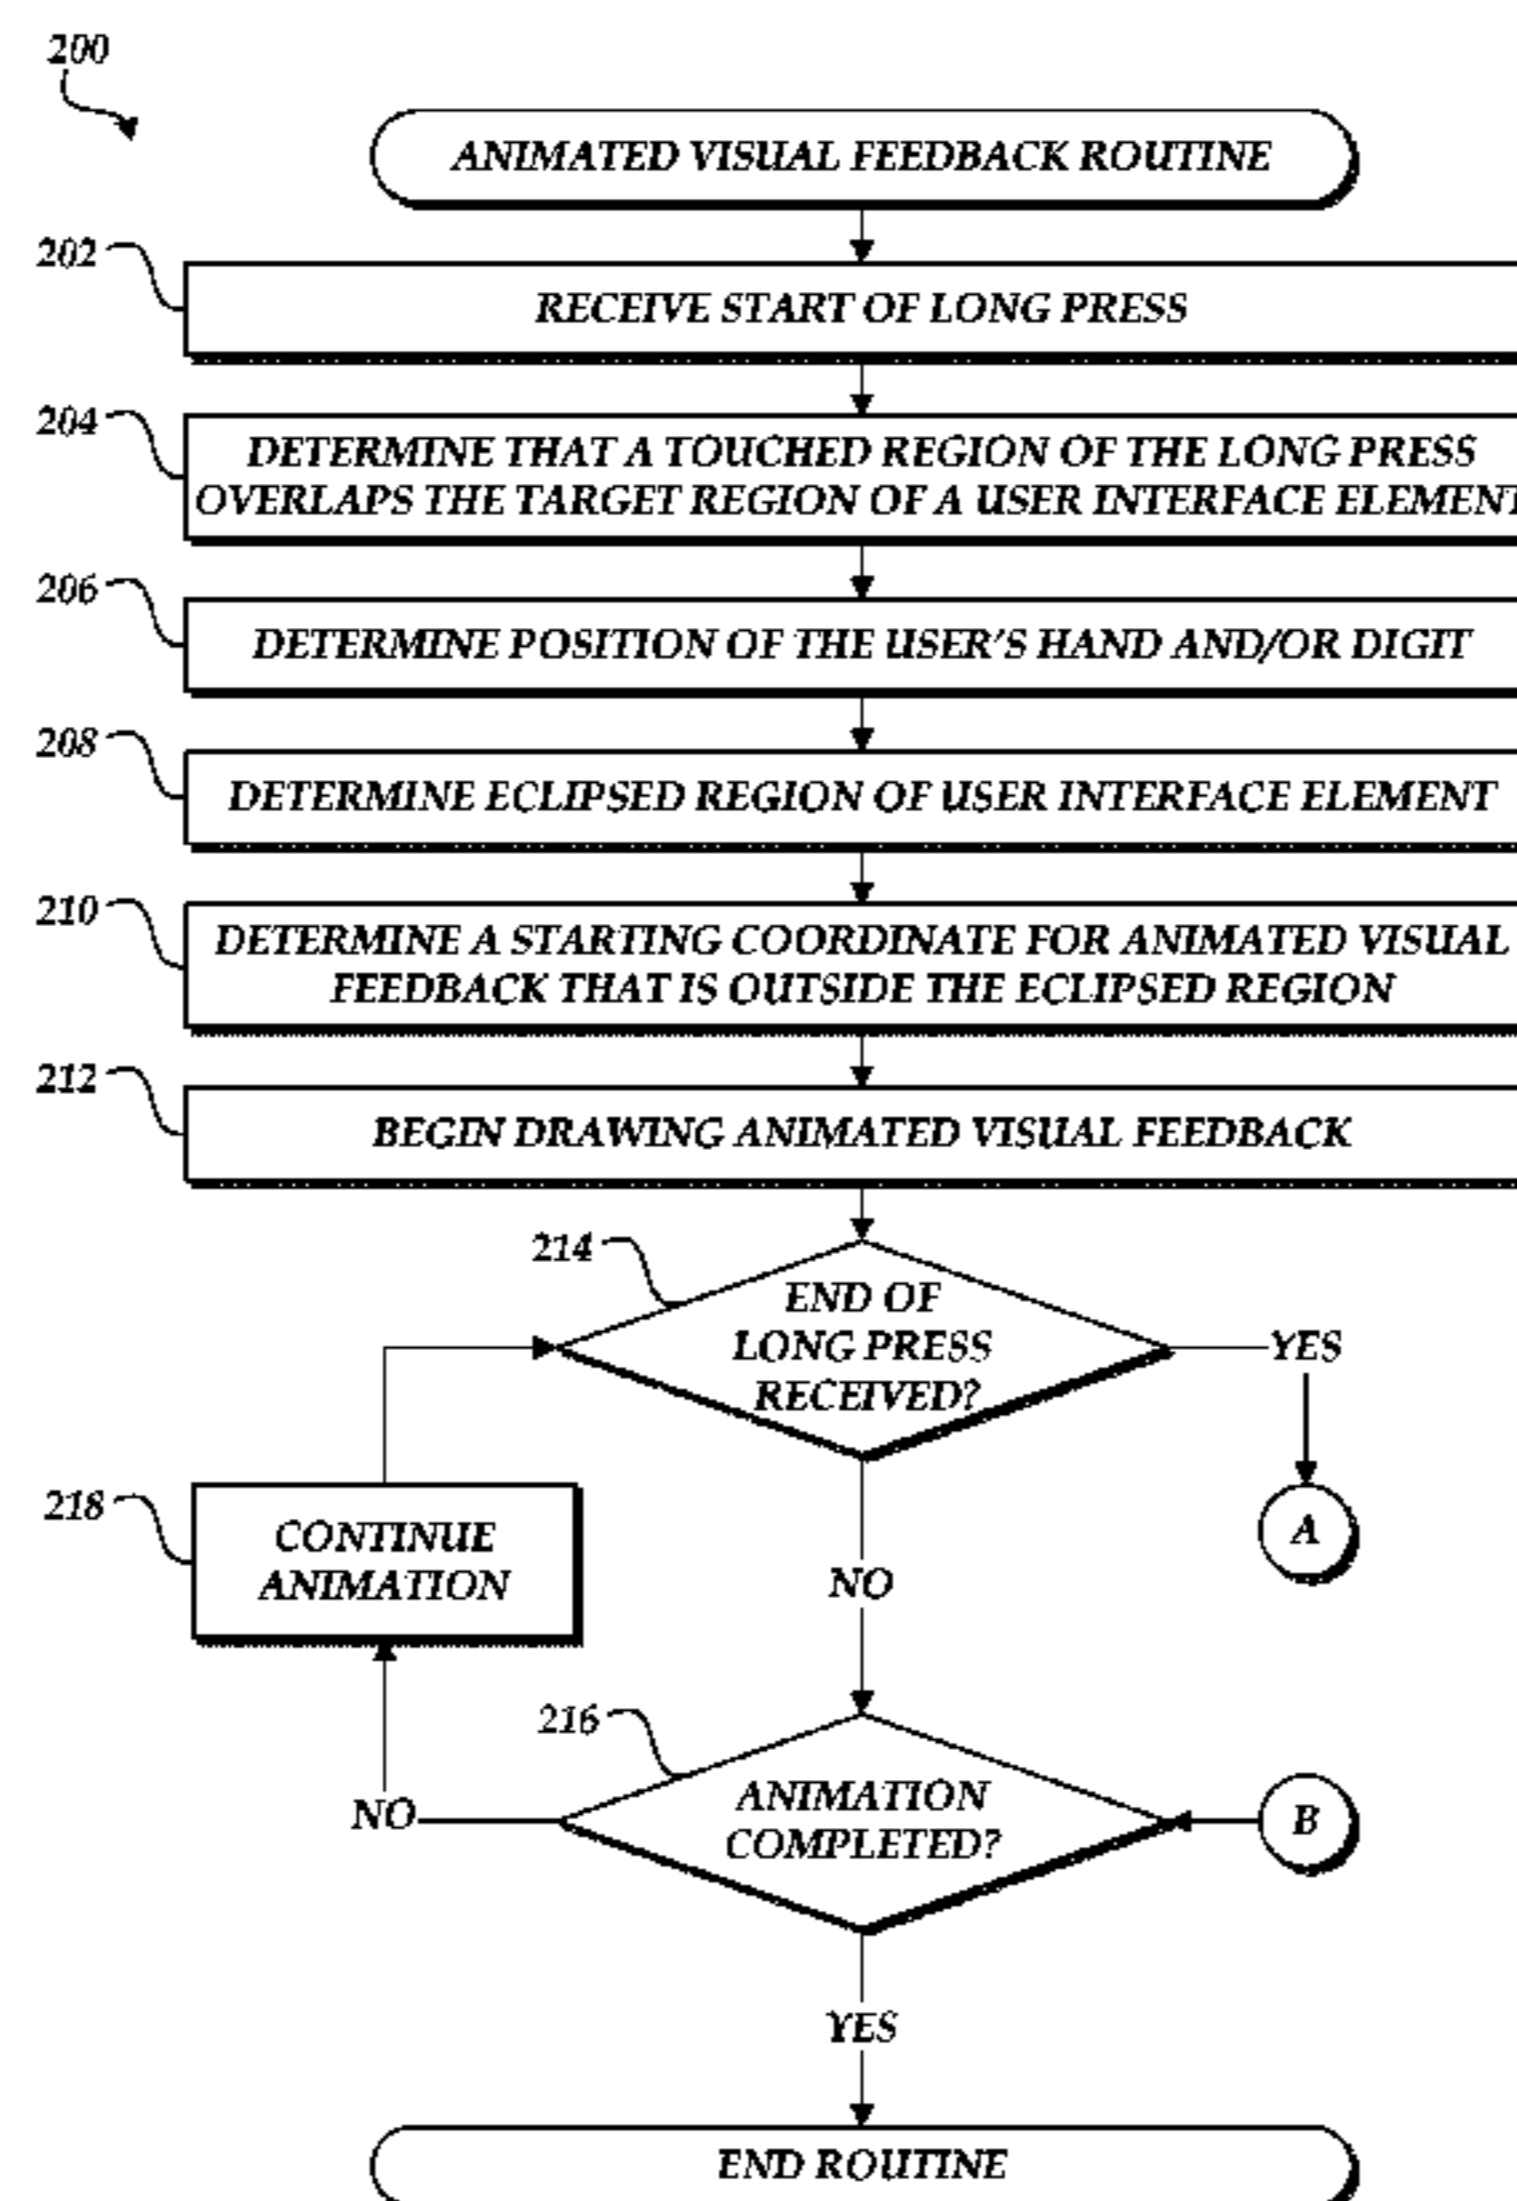 200
ANIMATED VISUAL FEEDBACK ROUTINE
202
RECEIVE START OF LONG PRESS
204
DETERMINE THAT A TOUCHED REGION OF THE LONG PRESS
OVERLAPS THE TARGET REGION OF A USER INTERFACE ELEMENT
206
DETERMINE POSITION OF THE USER'S HAND AND/OR DIGIT
208
DETERMINE ECLIPSED REGION OF USER INTERFACE ELEMENT
210
DETERMINE A STARTING COORDINATE FOR ANIMATED VISUAL
FEEDBACK THAT IS OUTSIDE THE ECLIPSED REGION
212
BEGIN DRAWING ANIMATED VISUAL FEEDBACK
214
END OF
LONG PRESS
RECEIVED?
YES
218
CONTINUE
ANIMATION
A
NO
216
ANIMATION
COMPLETED?
NO
B
YES
END ROUTINE